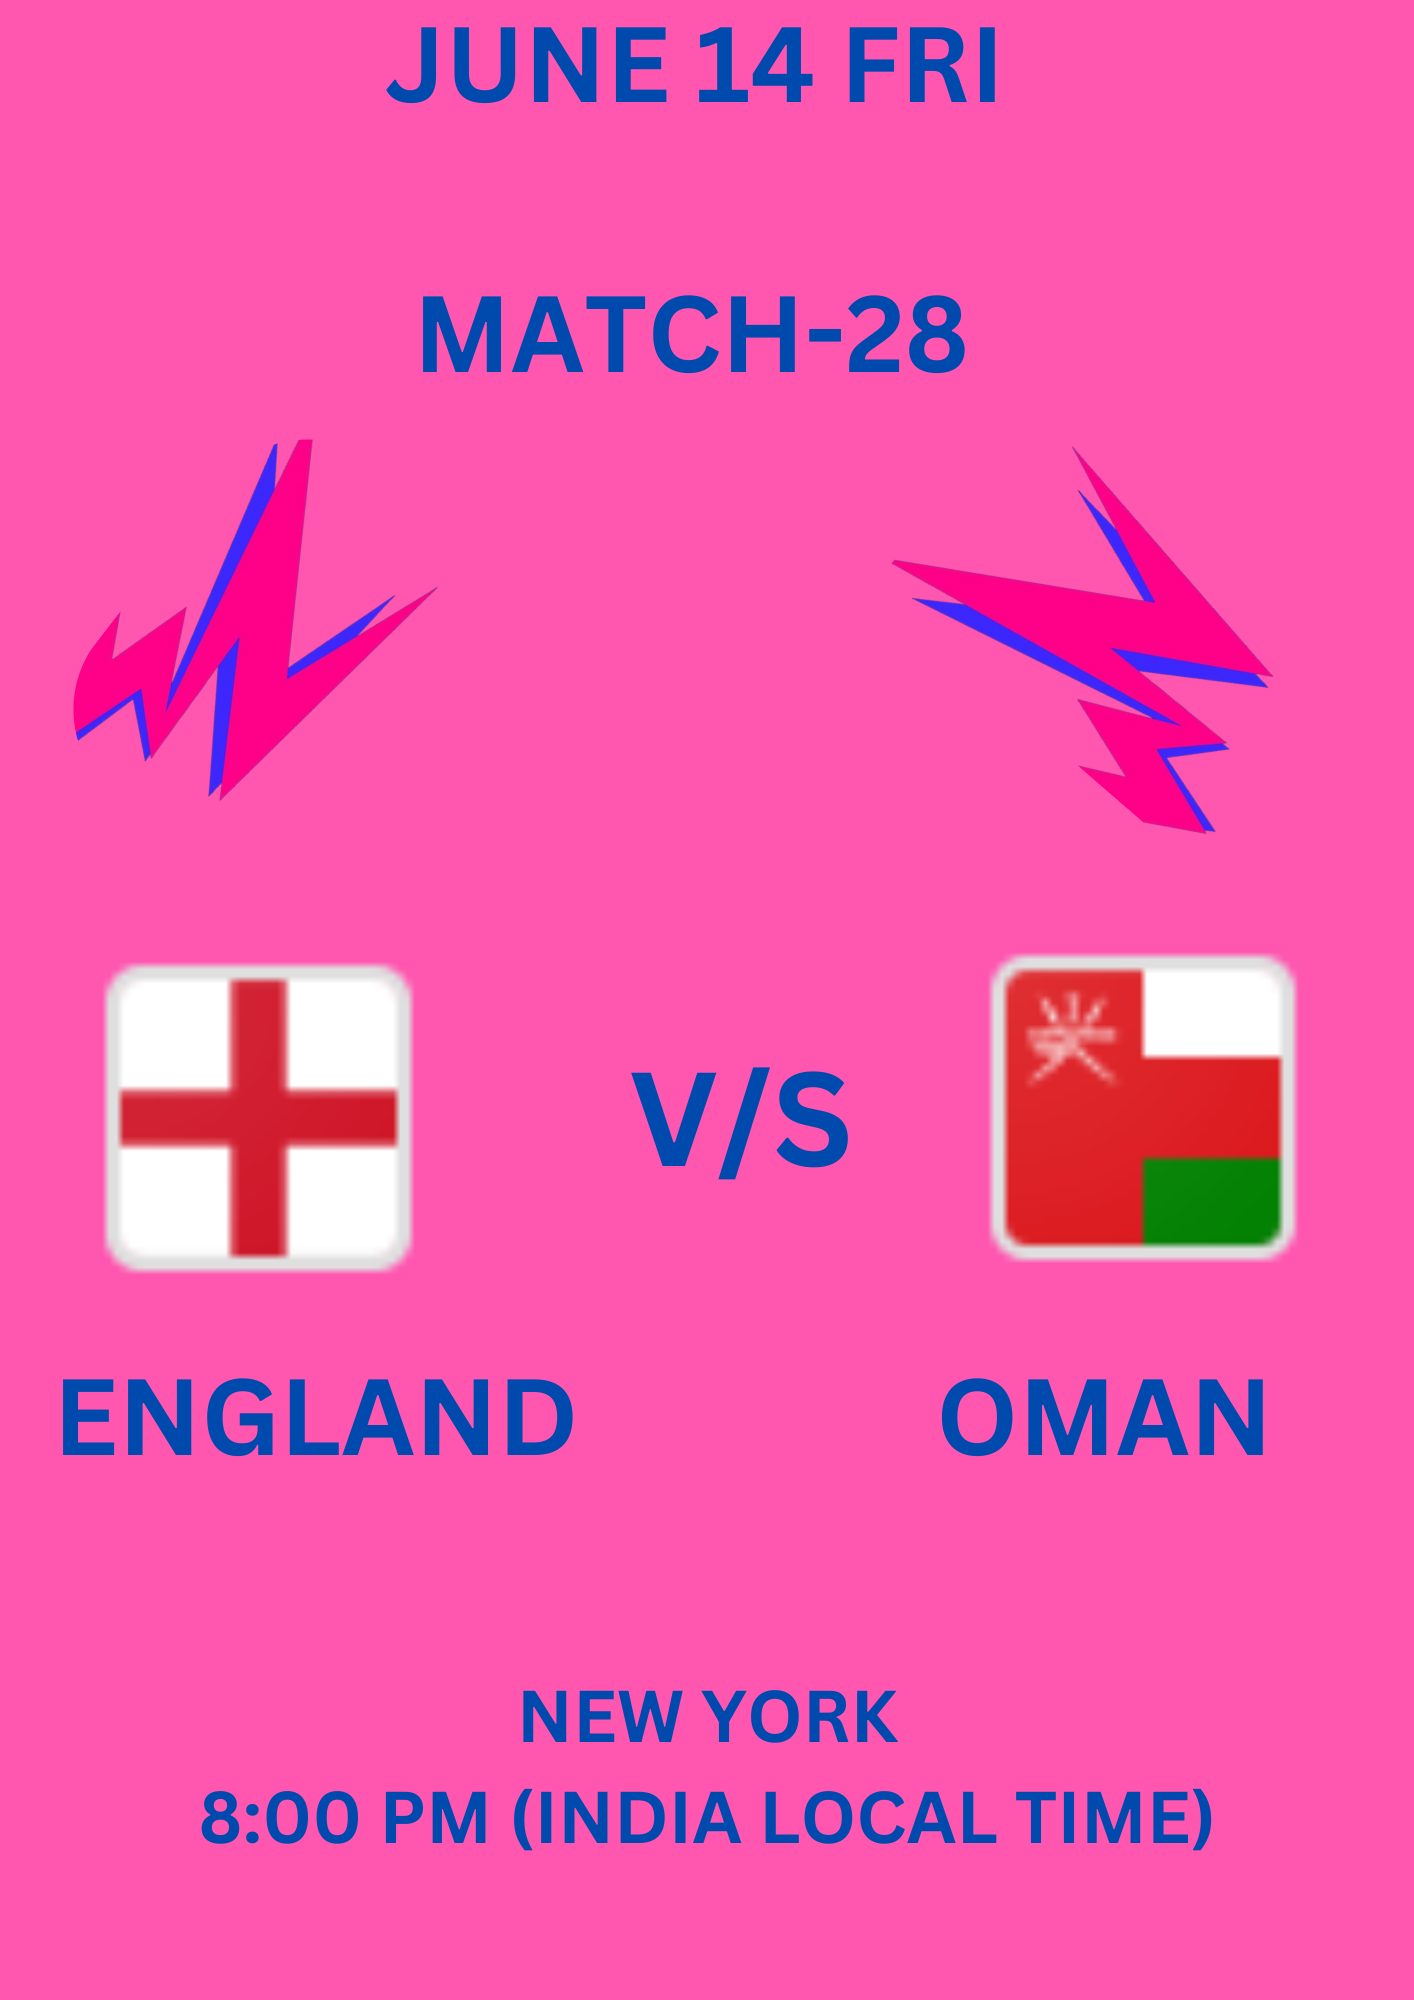 JUNE 14 FRI
MATCH-28
V/S
ENGLAND OMAN
NEW YORK
8:00 PM (INDIA LOCAL TIME)